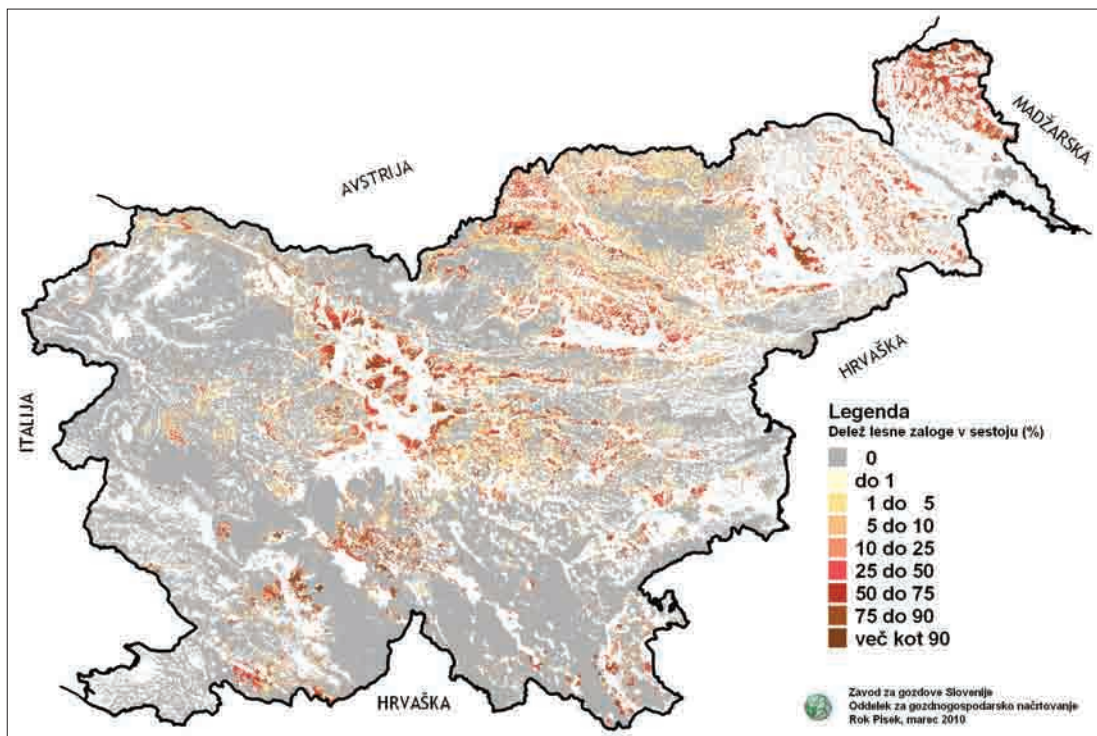 MADŽARSKA
AVSTRIJA
HRVAŠKA
ITALIJA
Legenda
Delež lesne zaloge v sestoju (%)
0
do 1
1 do 5
5 do 10
10 do 25
25 do 50
50 do 75
75 do 90
več kot 90
HRVAŠKA
Zavod za gozdove Slovenije
Oddelek za gozdnogospodarsko načrtovanje
Rok Pisek, marec 2010